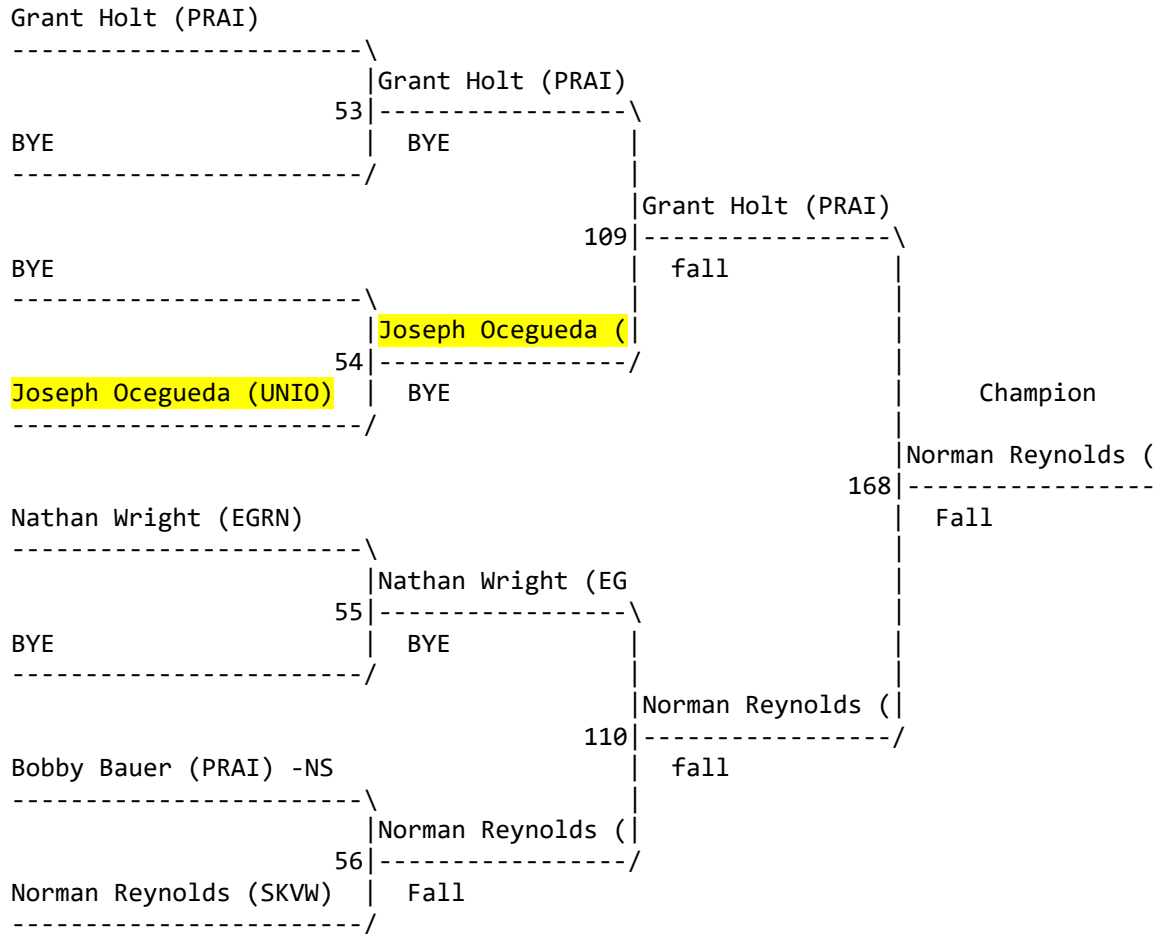 Grant Holt (PRAI)
------------------------\
|Grant Holt (PRAI)
53|-----------------\
BYE | BYE |
------------------------/ |
|Grant Holt (PRAI)
109|-----------------\
BYE | fall |
------------------------\ | |
|Joseph Ocegueda (| |
54|-----------------/ |
Joseph Ocegueda (UNIO) | BYE | Champion
------------------------/ |
|Norman Reynolds (
168|-----------------
Nathan Wright (EGRN) | Fall
------------------------\ |
|Nathan Wright (EG |
55|-----------------\ |
BYE | BYE | |
------------------------/ | |
|Norman Reynolds (|
110|-----------------/
Bobby Bauer (PRAI) -NS | fall
------------------------\ |
|Norman Reynolds (|
56|-----------------/
Norman Reynolds (SKVW) | Fall
------------------------/